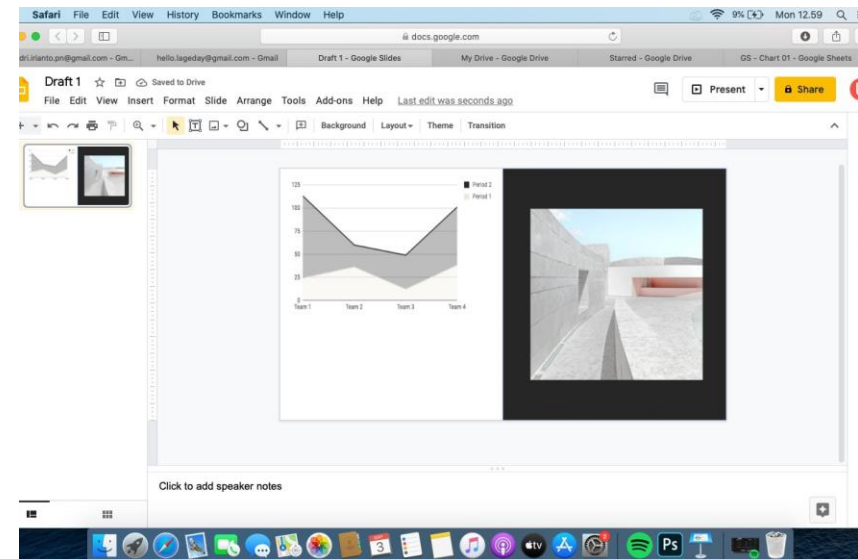 Safari File Edit View History Bookmarks Window Help 9% Mon 12.59
docs.google.com
dri.irianto.pn@gmail.com - Gm... hello.lageday@gmail.com - Gmail Draft 1 - Google Slides My Drive - Google Drive Starred - Google Drive GS - Chart 01 - Google Sheets
Draft 1 Saved to Drive
File Edit View Insert Format Slide Arrange Tools Add-ons Help Last edit was seconds ago
Present Share
Background Layout Theme Transition
125
100
75
50
25
0
Team 1 Team 2 Team 3 Team 4
Period 2
Period 1
Click to add speaker notes
3
tv
Ps